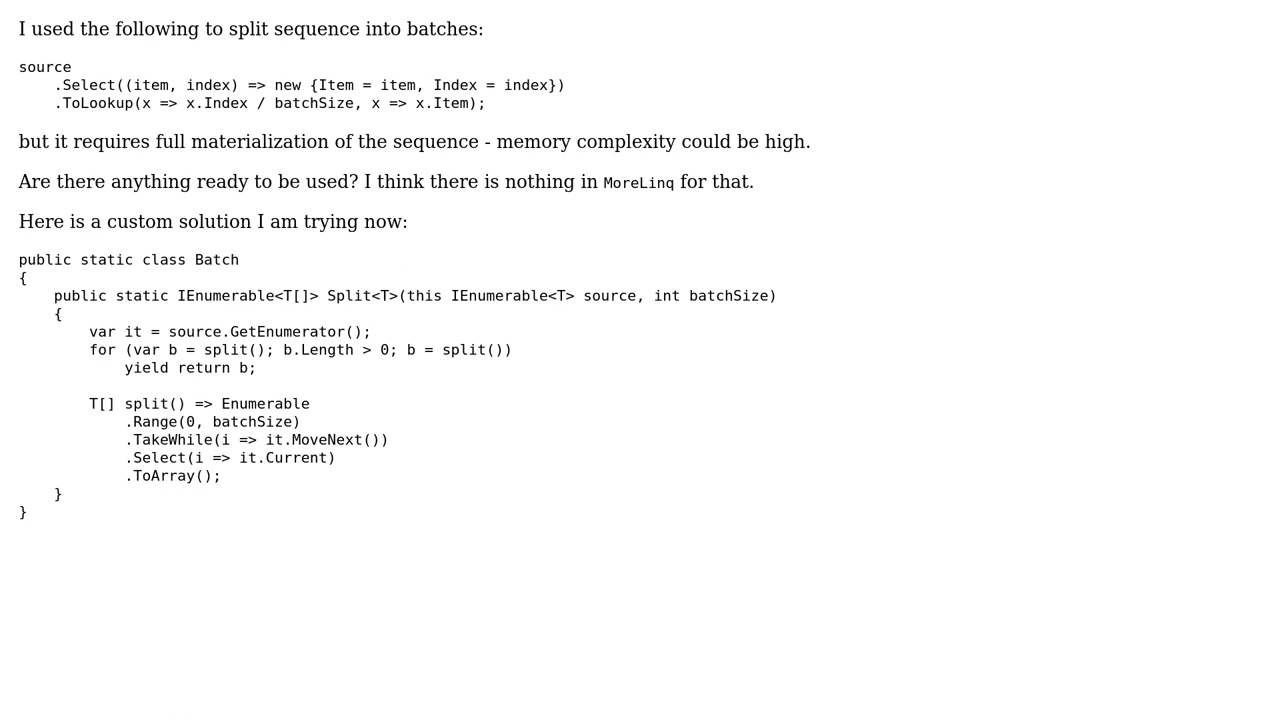 I used the following to split sequence into batches:
source
    .Select((item, index) => new {Item = item, Index = index})
    .ToLookup(x => x.Index / batchSize, x => x.Item);
but it requires full materialization of the sequence - memory complexity could be high.
Are there anything ready to be used? I think there is nothing in MoreLinq for that.
Here is a custom solution I am trying now:
public static class Batch
{
    public static IEnumerable<T[]> Split<T>(this IEnumerable<T> source, int batchSize)
    {
        var it = source.GetEnumerator();
        for (var b = split(); b.Length > 0; b = split())
            yield return b;

        T[] split() => Enumerable
            .Range(0, batchSize)
            .TakeWhile(i => it.MoveNext())
            .Select(i => it.Current)
            .ToArray();
    }
}